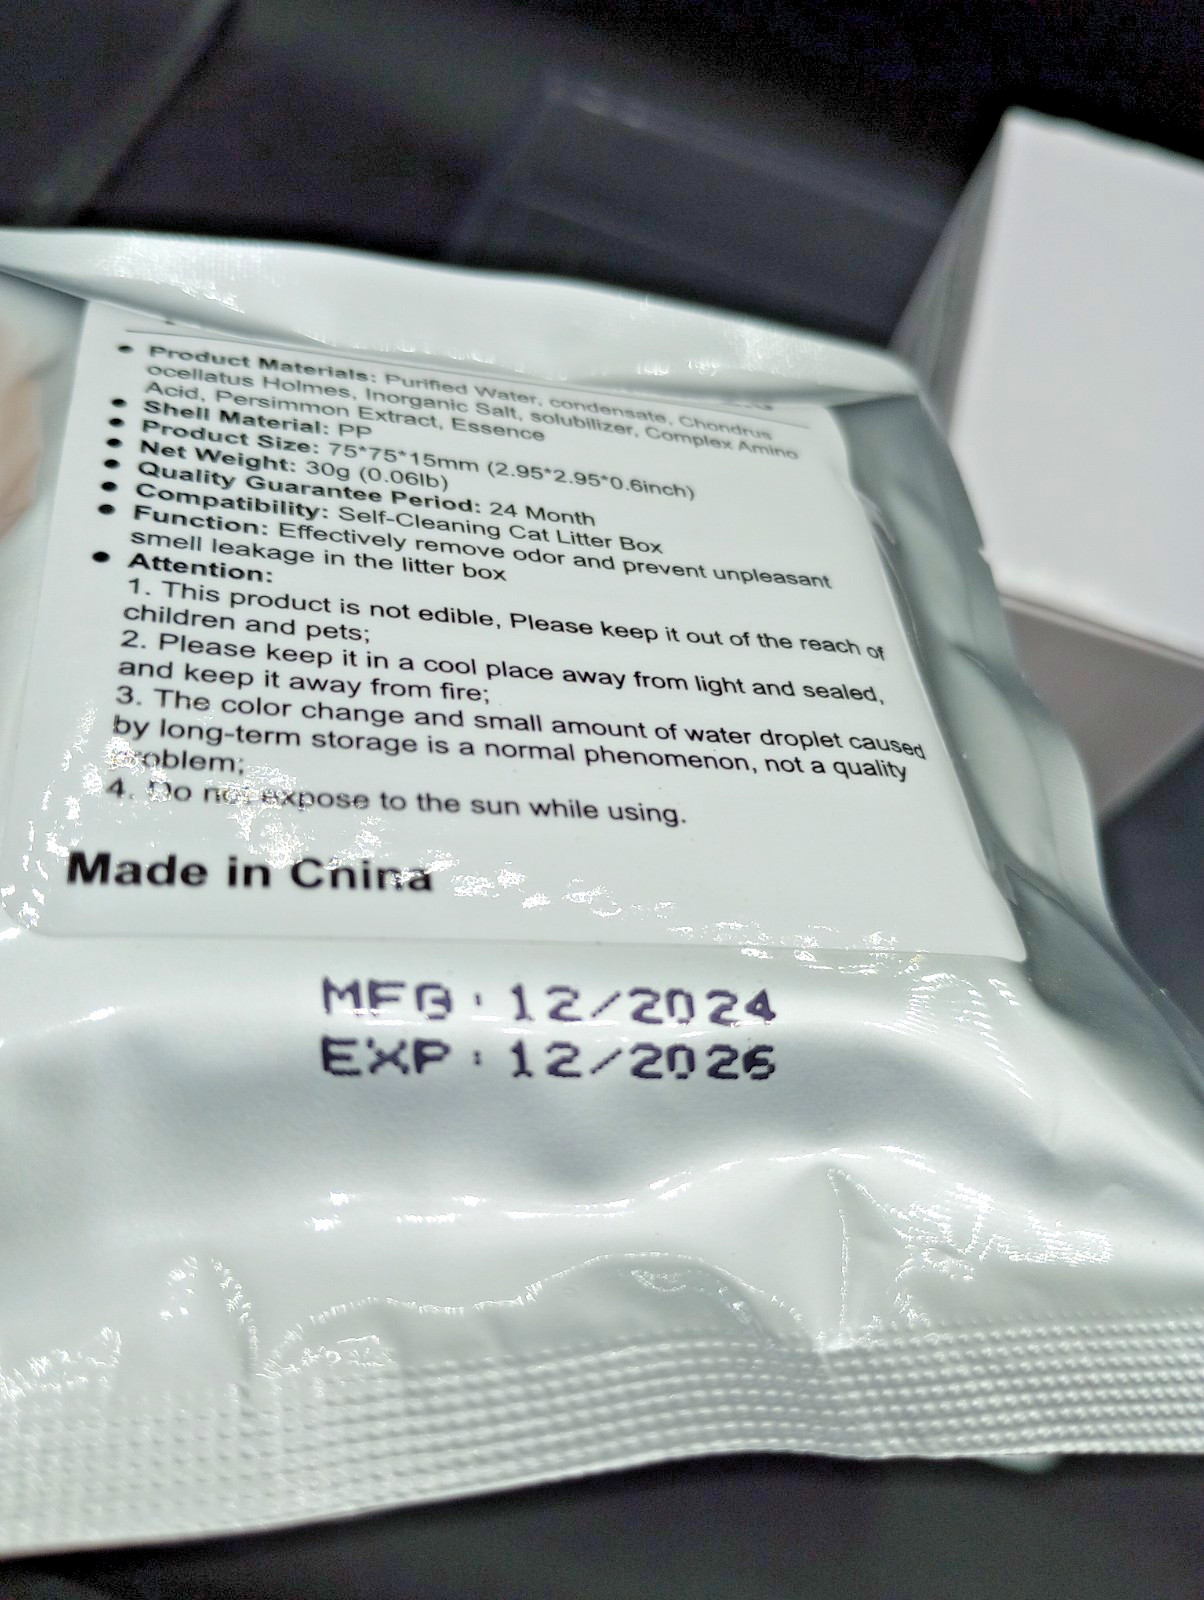 • Product Materials: Purified Water, condensate, Chondrus
ocellatus Holmes, Inorganic Salt, solubilizer, Complex Amino
Acid, Persimmon Extract, Essence
• Shell Material: PP
• Product Size: 75*75*15mm (2.95*2.95*0.6inch)
• Net Weight: 30g (0.06lb)
• Quality Guarantee Period: 24 Month
• Compatibility: Self-Cleaning Cat Litter Box
• Function: Effectively remove odor and prevent unpleasant
smell leakage in the litter box
• Attention:
1. This product is not edible, Please keep it out of the reach of
children and pets;
2. Please keep it in a cool place away from light and sealed,
and keep it away from fire;
3. The color change and small amount of water droplet caused
by long-term storage is a normal phenomenon, not a quality
problem;
4. Do not expose to the sun while using.
Made in China
MFG: 12/2024
EXP: 12/2026